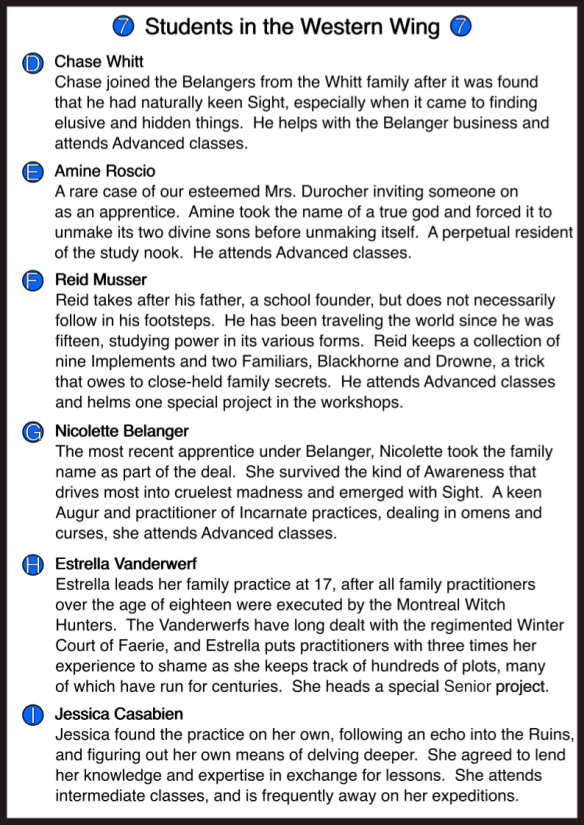 7 Students in the Western Wing 7
D Chase Whitt
Chase joined the Belangers from the Whitt family after it was found
that he had naturally keen Sight, especially when it came to finding
elusive and hidden things.  He helps with the Belanger business and
attends Advanced classes.
E Amine Roscio
A rare case of our esteemed Mrs. Durocher inviting someone on
as an apprentice.  Amine took the name of a true god and forced it to
unmake its two divine sons before unmaking itself.  A perpetual resident
of the study nook.  He attends Advanced classes.
F Reid Musser
Reid takes after his father, a school founder, but does not necessarily
follow in his footsteps.  He has been traveling the world since he was
fifteen, studying power in its various forms.  Reid keeps a collection of
nine Implements and two Familiars, Blackhorne and Drowne, a trick
that owes to close-held family secrets.  He attends Advanced classes
and helms one special project in the workshops.
G Nicolette Belanger
The most recent apprentice under Belanger, Nicolette took the family
name as part of the deal.  She survived the kind of Awareness that
drives most into cruelest madness and emerged with Sight.  A keen
Augur and practitioner of Incarnate practices, dealing in omens and
curses, she attends Advanced classes.
H Estrella Vanderwerf
Estrella leads her family practice at 17, after all family practitioners
over the age of eighteen were executed by the Montreal Witch
Hunters.  The Vanderwerfs have long dealt with the regimented Winter
Court of Faerie, and Estrella puts practitioners with three times her
experience to shame as she keeps track of hundreds of plots, many
of which have run for centuries.  She heads a special Senior project.
I Jessica Casabien
Jessica found the practice on her own, following an echo into the Ruins,
and figuring out her own means of delving deeper.  She agreed to lend
her knowledge and expertise in exchange for lessons.  She attends
intermediate classes, and is frequently away on her expeditions.